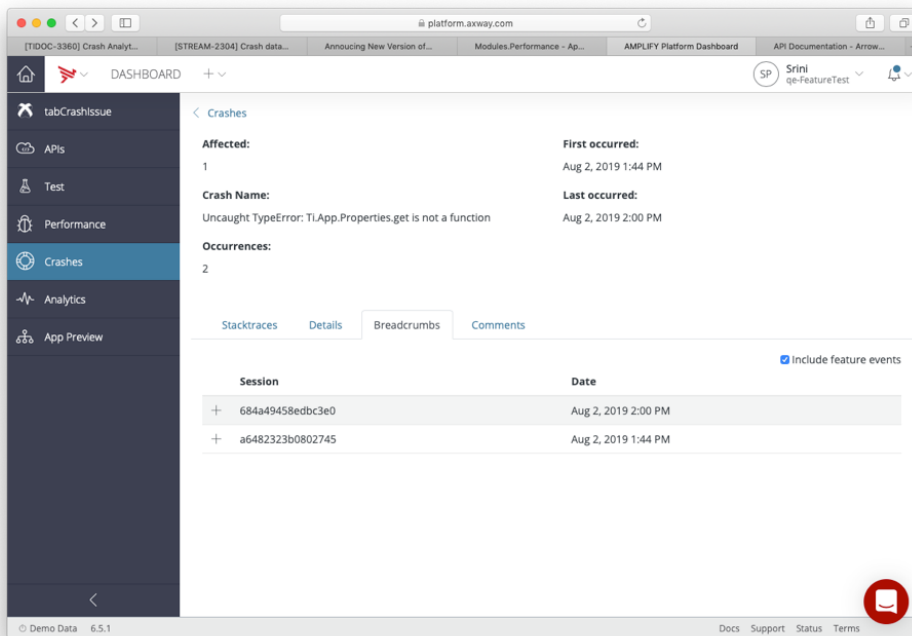 platform.axway.com
[TIDOC-3360] Crash Analyt...
[STREAM-2304] Crash data...
Annoucing New Version of...
Modules.Performance - Ap...
AMPLIFY Platform Dashboard
API Documentation - Arrow...
DASHBOARD
SP
Srini
qe-FeatureTest
tabCrashIssue
APIs
Test
Performance
Crashes
Analytics
App Preview
Crashes
Affected:
1
First occurred:
Aug 2, 2019 1:44 PM
Crash Name:
Uncaught TypeError: Ti.App.Properties.get is not a function
Last occurred:
Aug 2, 2019 2:00 PM
Occurrences:
2
Stacktraces
Details
Breadcrumbs
Comments
Include feature events
Session Date
684a49458edbc3e0 Aug 2, 2019 2:00 PM
a6482323b0802745 Aug 2, 2019 1:44 PM
Demo Data 6.5.1
Docs Support Status Terms